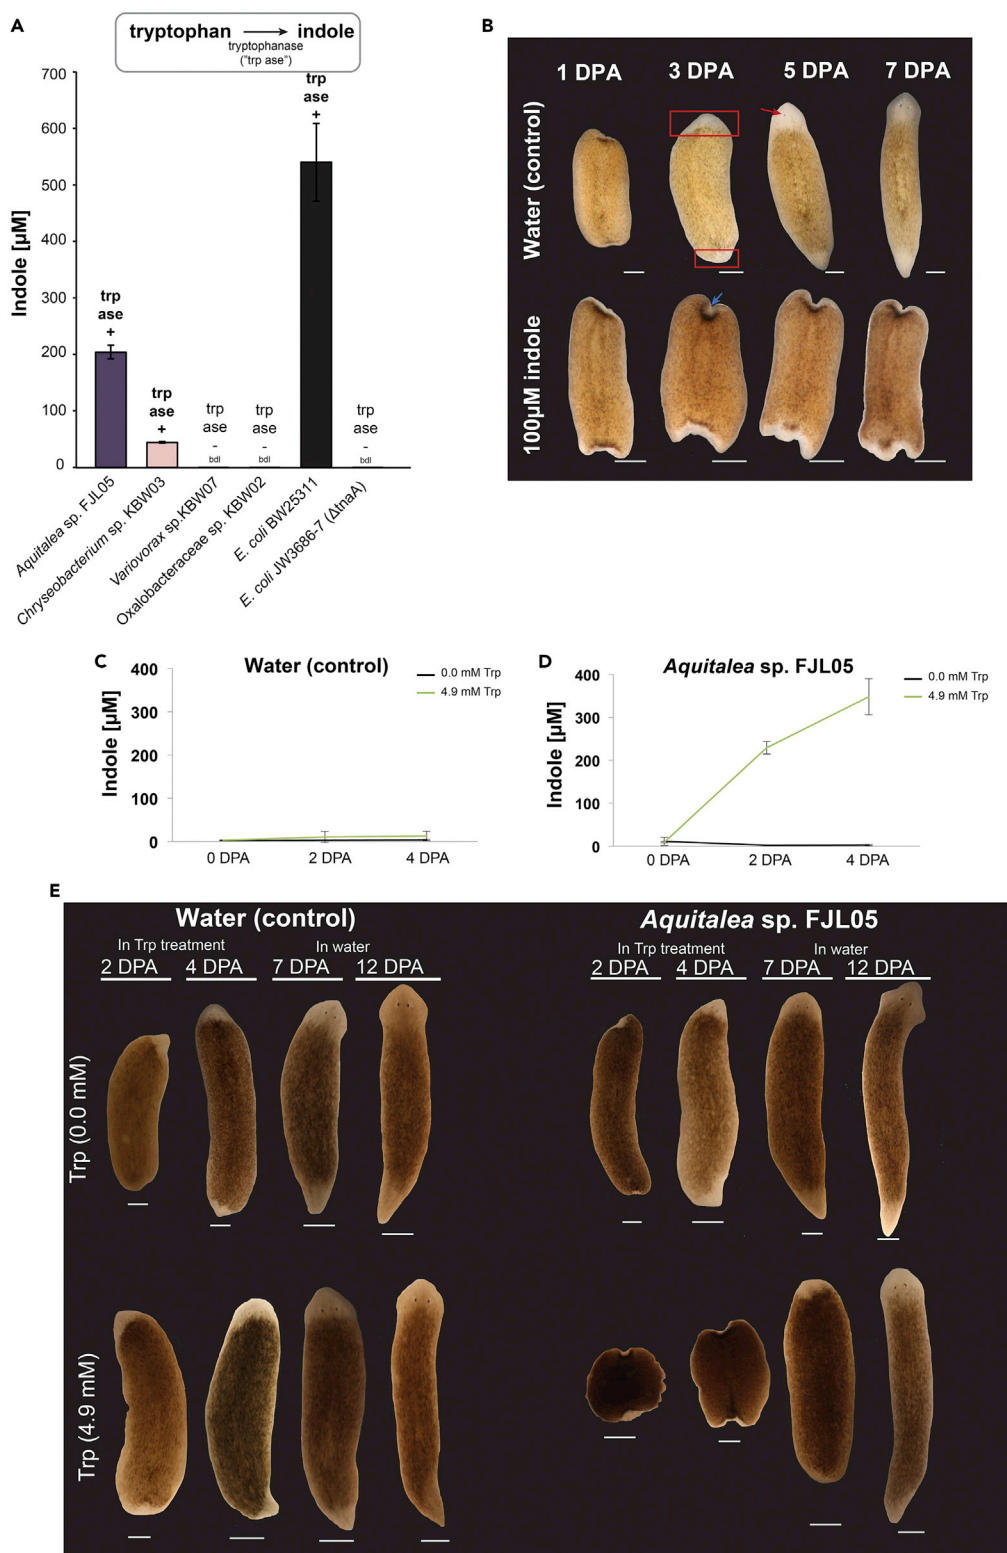 A
tryptophan → indole
tryptophanase
("trp ase")
Indole [µM]
700
600
500
400
300
200
100
0
trp
ase
+
trp
ase
+
trp
ase
-
bdl
trp
ase
-
bdl
trp
ase
+
trp
ase
-
bdl
Aquitalea sp. FJL05
Chryseobacterium sp. KBW03
Variovorax sp.KBW07
Oxalobacteraceae sp. KBW02
E. coli BW25311
E. coli JW3686-7 (ΔtnaA)
B
1 DPA 3 DPA 5 DPA 7 DPA
Water (control)
100µM indole
C
Water (control)
0.0 mM Trp
4.9 mM Trp
Indole [µM]
400
300
200
100
0
0 DPA 2 DPA 4 DPA
D
Aquitalea sp. FJL05
0.0 mM Trp
4.9 mM Trp
Indole [µM]
400
300
200
100
0
0 DPA 2 DPA 4 DPA
E
Water (control)
In Trp treatment In water
2 DPA 4 DPA 7 DPA 12 DPA
Aquitalea sp. FJL05
In Trp treatment In water
2 DPA 4 DPA 7 DPA 12 DPA
Trp (0.0 mM)
Trp (4.9 mM)